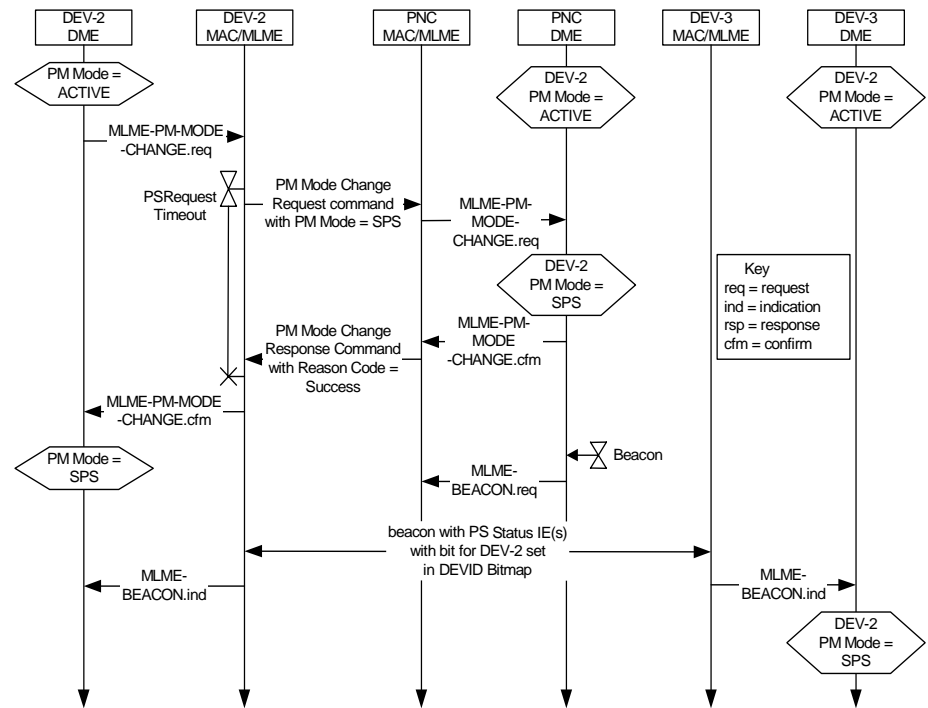 DEV-2
DME
DEV-2
MAC/MLME
PNC
MAC/MLME
PNC
DME
DEV-3
MAC/MLME
DEV-3
DME
PM Mode =
ACTIVE
DEV-2
PM Mode =
ACTIVE
DEV-2
PM Mode =
ACTIVE
MLME-PM-MODE
-CHANGE.req
PSRequest
Timeout
PM Mode Change
Request command
with PM Mode = SPS
MLME-PM-
MODE-
CHANGE.req
DEV-2
PM Mode =
SPS
Key
req = request
ind = indication
rsp = response
cfm = confirm
MLME-PM-
MODE
-CHANGE.cfm
PM Mode Change
Response Command
with Reason Code =
Success
MLME-PM-MODE
-CHANGE.cfm
PM Mode =
SPS
Beacon
MLME-
BEACON.req
beacon with PS Status IE(s)
with bit for DEV-2 set
in DEVID Bitmap
MLME-
BEACON.ind
MLME-
BEACON.ind
DEV-2
PM Mode =
SPS